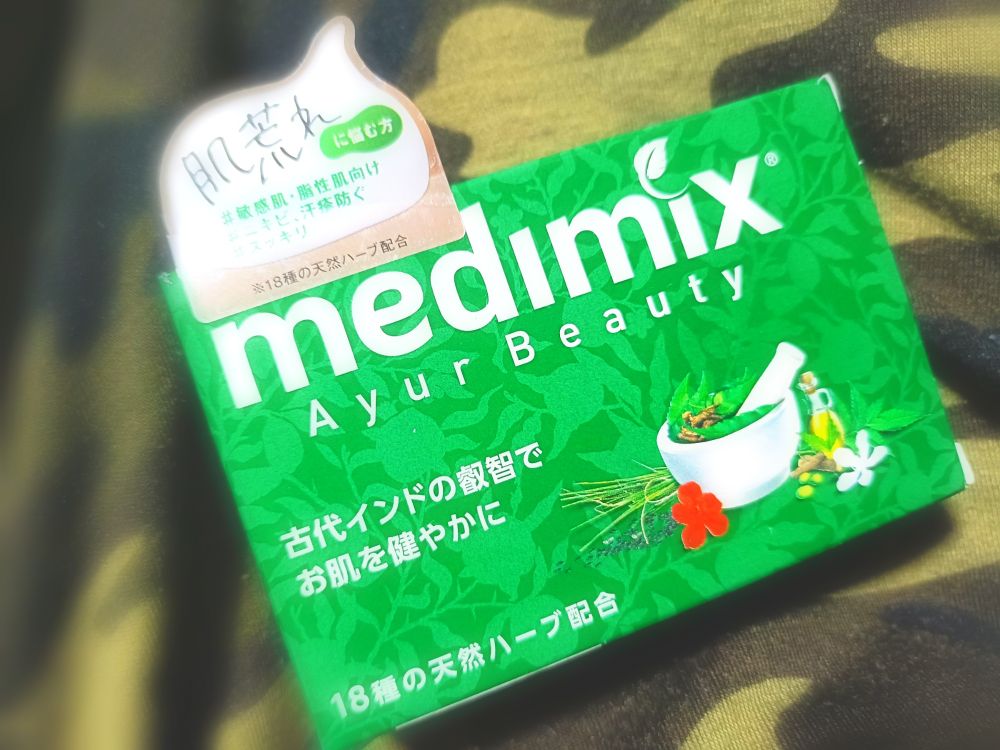 肌荒れ
に悩む方
#敏感肌・脂性肌向け
#ニキビ、汗疹防ぐ
#スッキリ
※18種の天然ハーブ配合
medimix®
Ayur Beauty
古代インドの叡智で
お肌を健やかに
18種の天然ハーブ配合